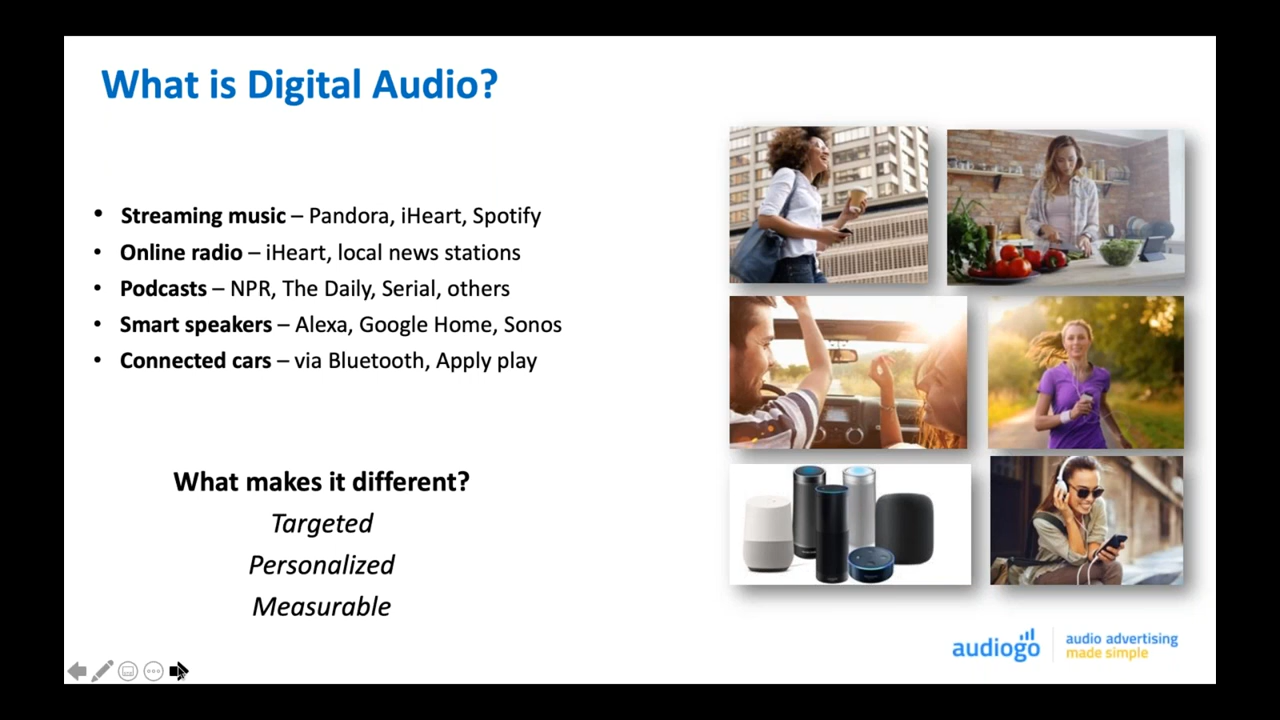 What is Digital Audio?
• Streaming music – Pandora, iHeart, Spotify
• Online radio – iHeart, local news stations
• Podcasts – NPR, The Daily, Serial, others
• Smart speakers – Alexa, Google Home, Sonos
• Connected cars – via Bluetooth, Apply play
What makes it different?
Targeted
Personalized
Measurable
audiogo
audio advertising
made simple